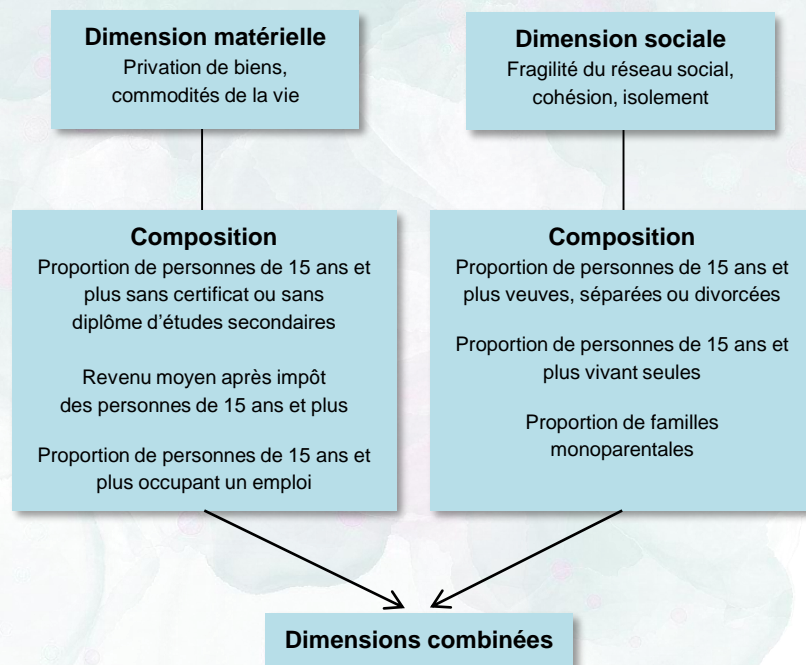 Dimension matérielle
Privation de biens,
commodités de la vie
Dimension sociale
Fragilité du réseau social,
cohésion, isolement
Composition
Proportion de personnes de 15 ans et
plus sans certificat ou sans
diplôme d'études secondaires
Revenu moyen après impôt
des personnes de 15 ans et plus
Proportion de personnes de 15 ans et
plus occupant un emploi
Composition
Proportion de personnes de 15 ans et
plus veuves, séparées ou divorcées
Proportion de personnes de 15 ans et
plus vivant seules
Proportion de familles
monoparentales
Dimensions combinées